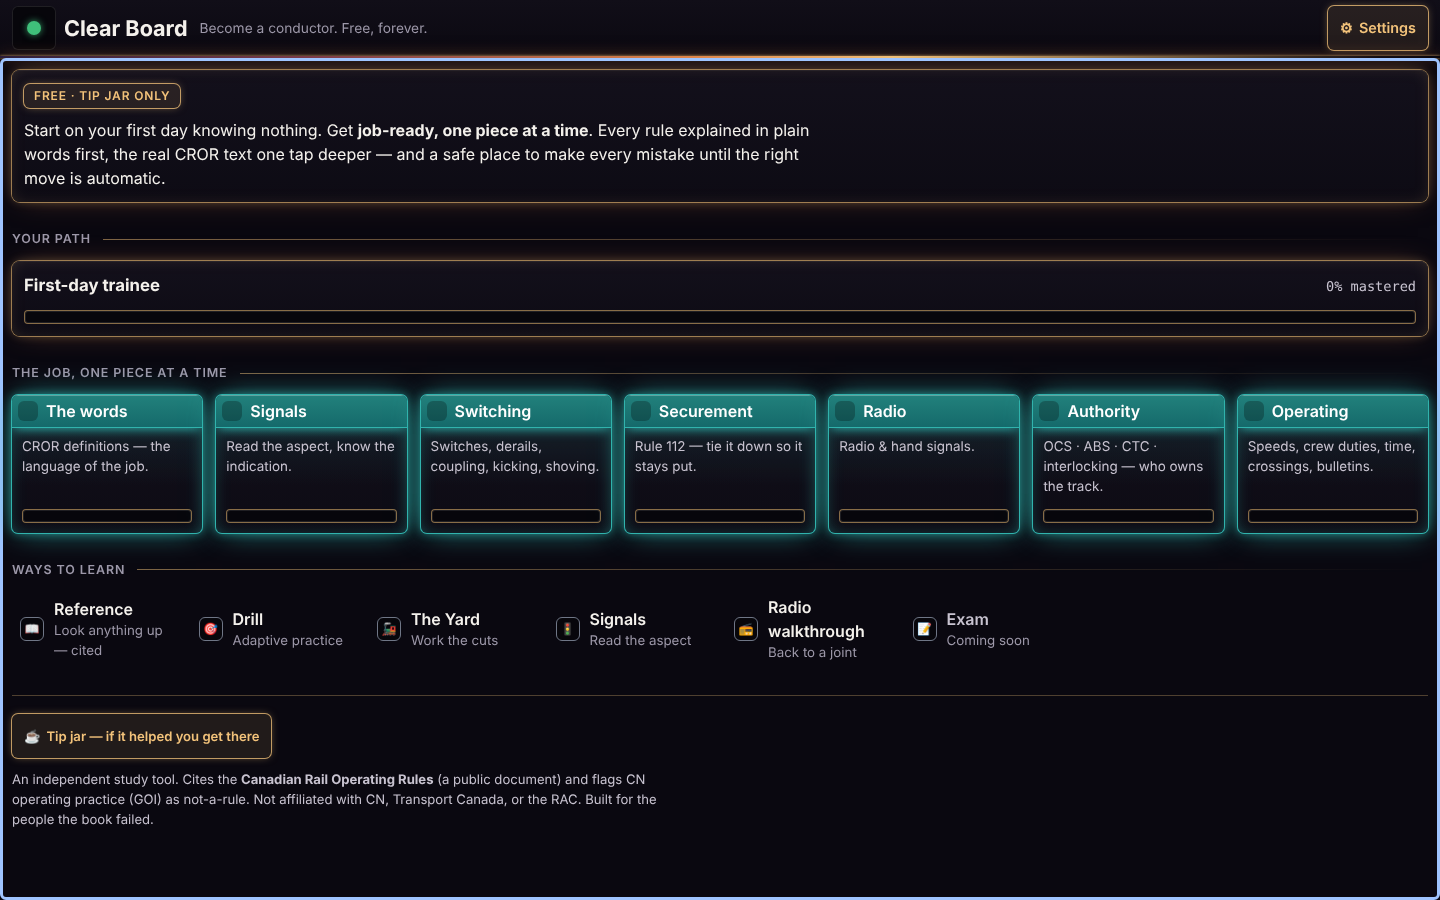 Clear Board
Become a conductor. Free, forever.
⚙ Settings
FREE · TIP JAR ONLY
Start on your first day knowing nothing. Get job-ready, one piece at a time. Every rule explained in plain
words first, the real CROR text one tap deeper — and a safe place to make every mistake until the right
move is automatic.
YOUR PATH
First-day trainee
0% mastered
THE JOB, ONE PIECE AT A TIME
The words
CROR definitions — the
language of the job.
Signals
Read the aspect, know the
indication.
Switching
Switches, derails,
coupling, kicking, shoving.
Securement
Rule 112 — tie it down so it
stays put.
Radio
Radio & hand signals.
Authority
OCS · ABS · CTC ·
interlocking — who owns
the track.
Operating
Speeds, crew duties, time,
crossings, bulletins.
WAYS TO LEARN
Reference
Look anything up
— cited
Drill
Adaptive practice
The Yard
Work the cuts
Signals
Read the aspect
Radio
walkthrough
Back to a joint
Exam
Coming soon
Tip jar — if it helped you get there
An independent study tool. Cites the Canadian Rail Operating Rules (a public document) and flags CN
operating practice (GOI) as not-a-rule. Not affiliated with CN, Transport Canada, or the RAC. Built for the
people the book failed.